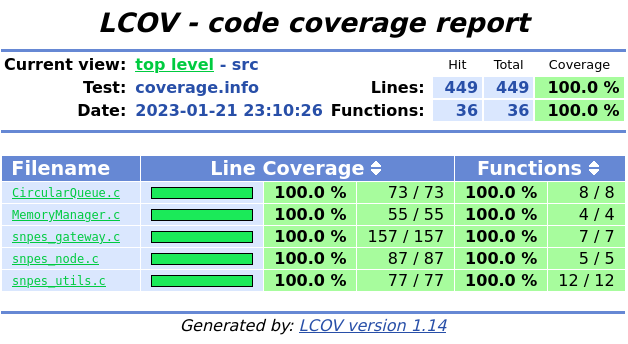 LCOV - code coverage report
Current view: top level - src Hit Total Coverage
Test: coverage.info Lines: 449 449 100.0 %
Date: 2023-01-21 23:10:26 Functions: 36 36 100.0 %
Filename Line Coverage Functions
CircularQueue.c 100.0 % 73 / 73 100.0 % 8 / 8
MemoryManager.c 100.0 % 55 / 55 100.0 % 4 / 4
snpes_gateway.c 100.0 % 157 / 157 100.0 % 7 / 7
snpes_node.c 100.0 % 87 / 87 100.0 % 5 / 5
snpes_utils.c 100.0 % 77 / 77 100.0 % 12 / 12
Generated by: LCOV version 1.14